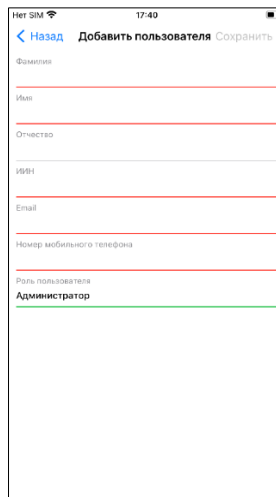 Нет SIM 17:40
Назад Добавить пользователя Сохранить
Фамилия
Имя
Отчество
ИИН
Email
Номер мобильного телефона
Роль пользователя
Администратор